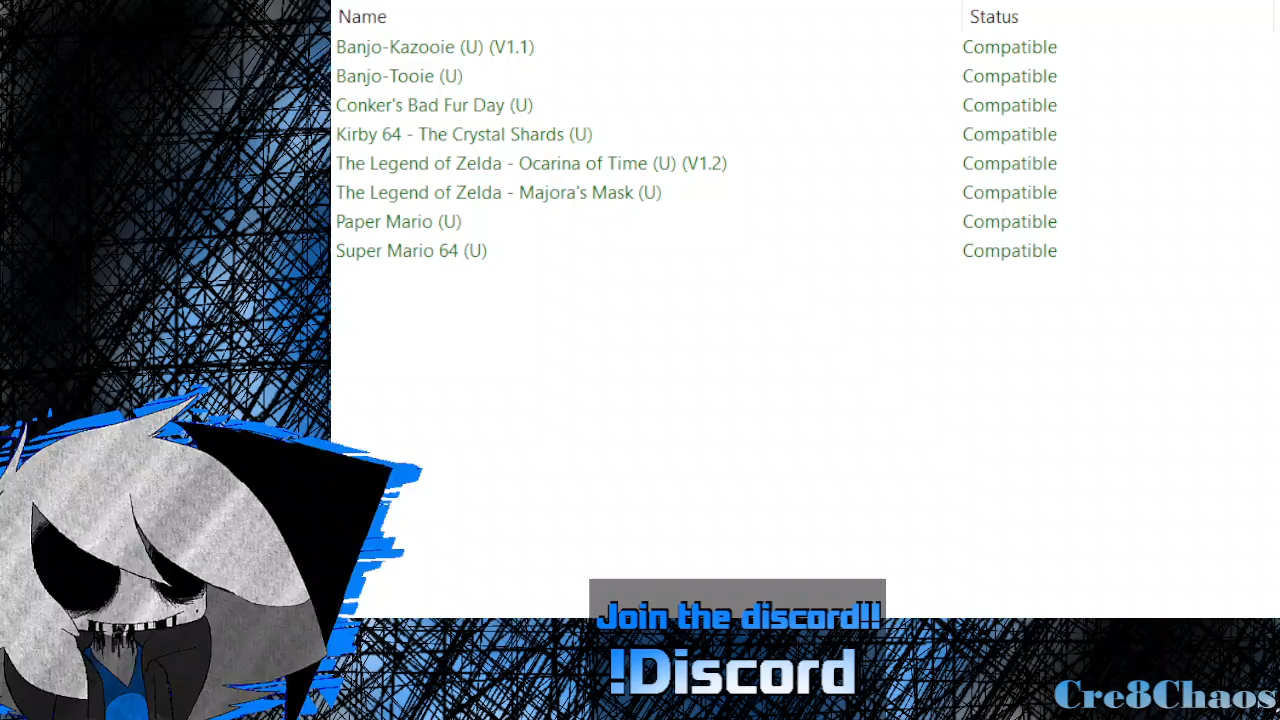 Name Status
Banjo-Kazooie (U) (V1.1) Compatible
Banjo-Tooie (U) Compatible
Conker's Bad Fur Day (U) Compatible
Kirby 64 - The Crystal Shards (U) Compatible
The Legend of Zelda - Ocarina of Time (U) (V1.2) Compatible
The Legend of Zelda - Majora's Mask (U) Compatible
Paper Mario (U) Compatible
Super Mario 64 (U) Compatible
Join the discord!!
!Discord
Cre8Chaos